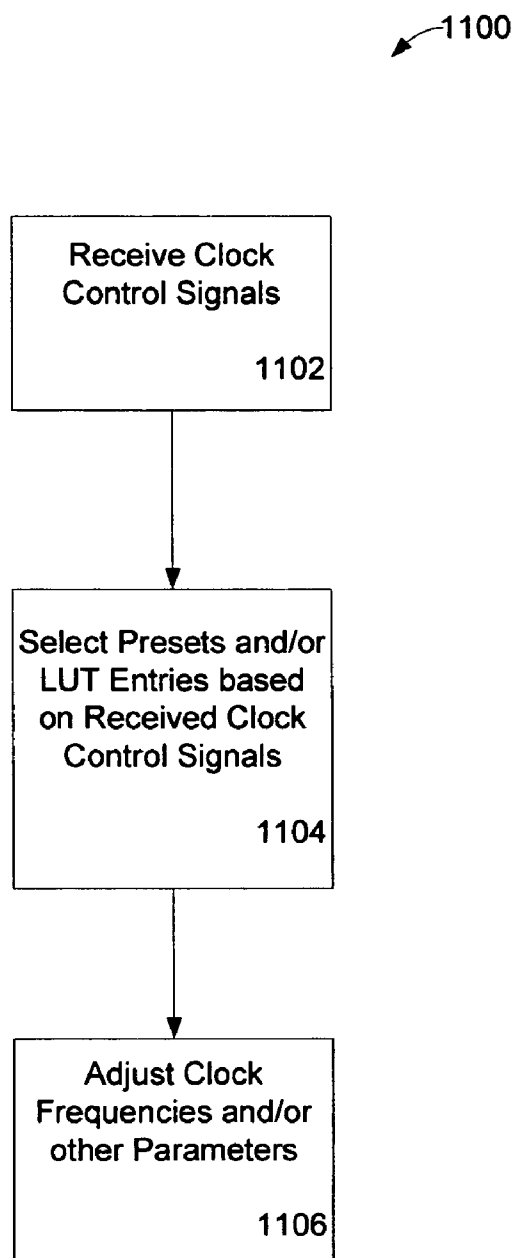 1100
Receive Clock
Control Signals
1102
Select Presets and/or
LUT Entries based
on Received Clock
Control Signals
1104
Adjust Clock
Frequencies and/or
other Parameters
1106